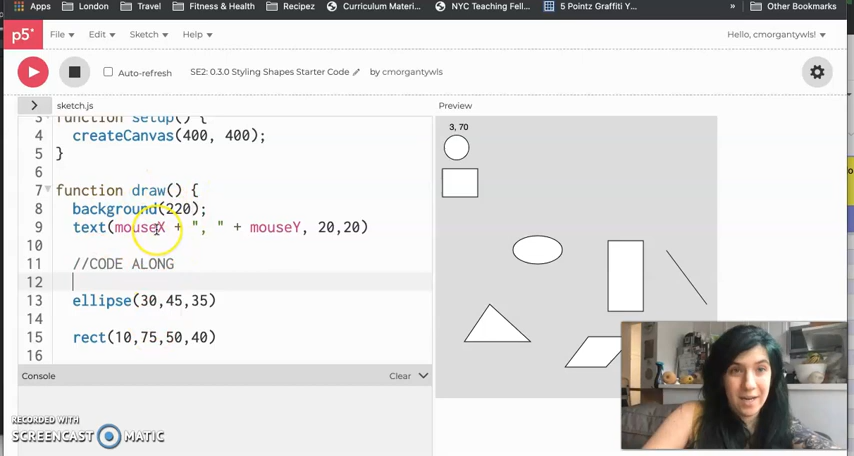 Apps London Travel Fitness & Health Recipez Curriculum Materi... NYC Teaching Fell... 5 Pointz Graffiti Y... » Other Bookmarks
p5* File Edit Sketch Help Hello, cmorgantywls!
Auto-refresh SE2: 0.3.0 Styling Shapes Starter Code by cmorgantywls
sketch.js Preview
3 function setup() {
4 createCanvas(400, 400);
5 }
6
7 function draw() {
8 background(220);
9 text(mouseX + ", " + mouseY, 20,20)
10
11 //CODE ALONG
12
13 ellipse(30,45,35)
14
15 rect(10,75,50,40)
16
3, 70
Console Clear
RECORDED WITH
SCREENCAST MATIC